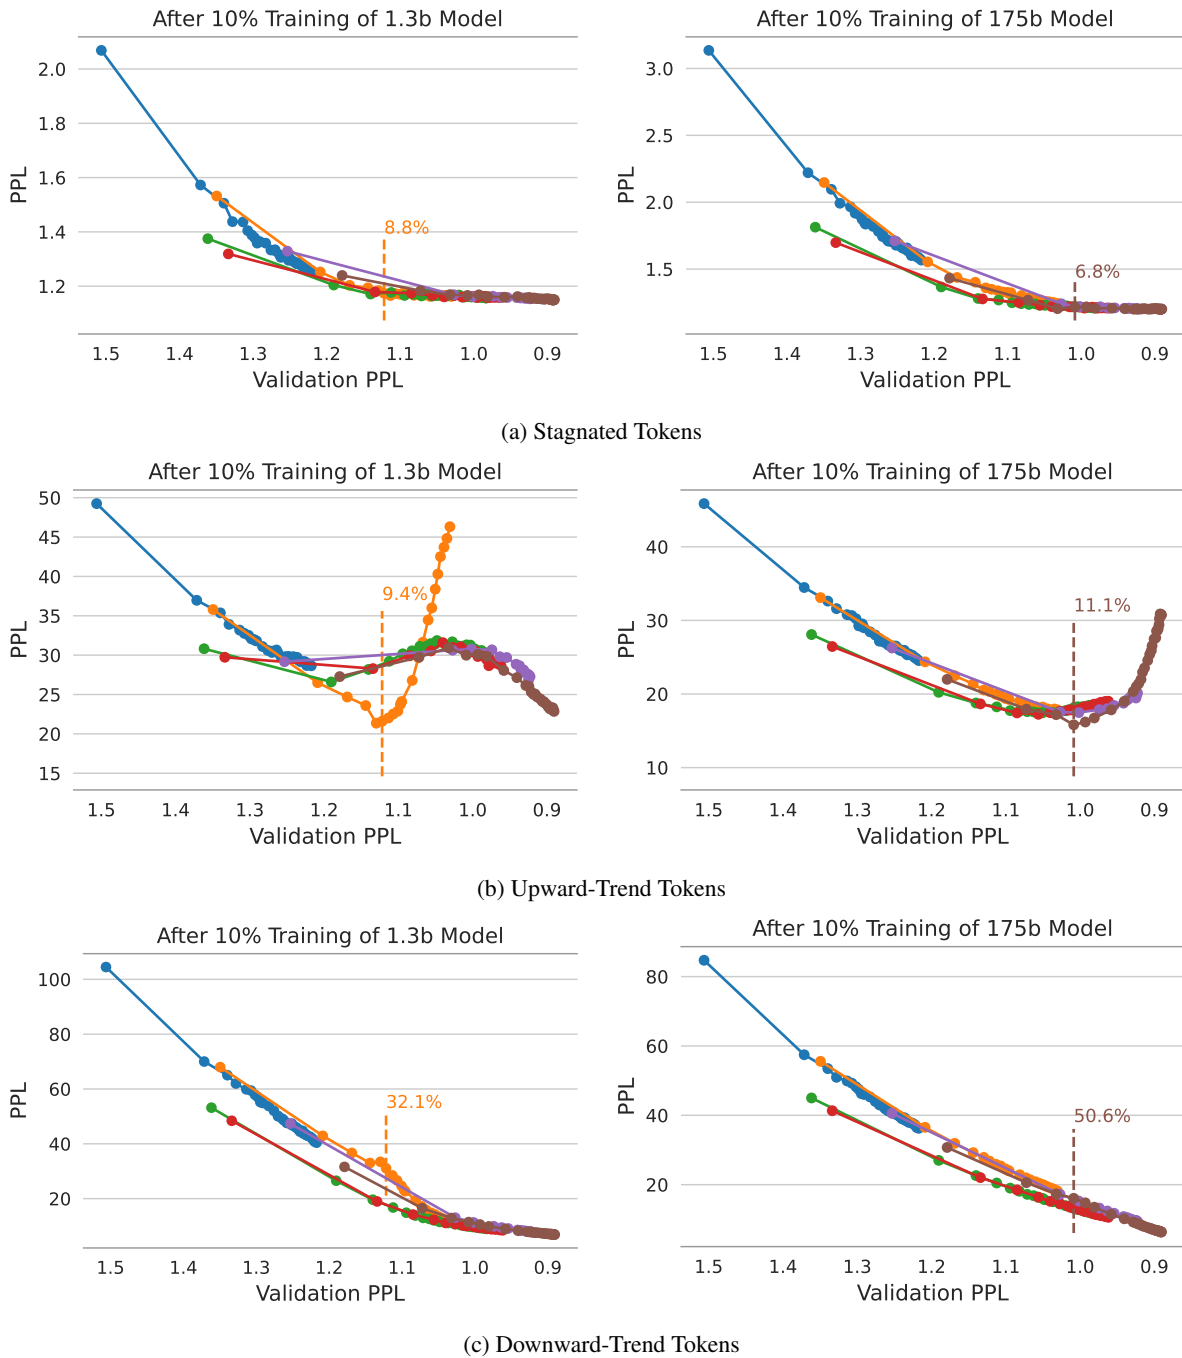 After 10% Training of 1.3b Model
2.0
1.8
1.6
1.4
1.2
PPL
8.8%
1.5 1.4 1.3 1.2 1.1 1.0 0.9
Validation PPL
After 10% Training of 175b Model
3.0
2.5
2.0
1.5
PPL
6.8%
1.5 1.4 1.3 1.2 1.1 1.0 0.9
Validation PPL
(a) Stagnated Tokens
After 10% Training of 1.3b Model
50
45
40
35
30
25
20
15
PPL
9.4%
1.5 1.4 1.3 1.2 1.1 1.0 0.9
Validation PPL
After 10% Training of 175b Model
40
30
20
10
PPL
11.1%
1.5 1.4 1.3 1.2 1.1 1.0 0.9
Validation PPL
(b) Upward-Trend Tokens
After 10% Training of 1.3b Model
100
80
60
40
20
PPL
32.1%
1.5 1.4 1.3 1.2 1.1 1.0 0.9
Validation PPL
After 10% Training of 175b Model
80
60
40
20
PPL
50.6%
1.5 1.4 1.3 1.2 1.1 1.0 0.9
Validation PPL
(c) Downward-Trend Tokens